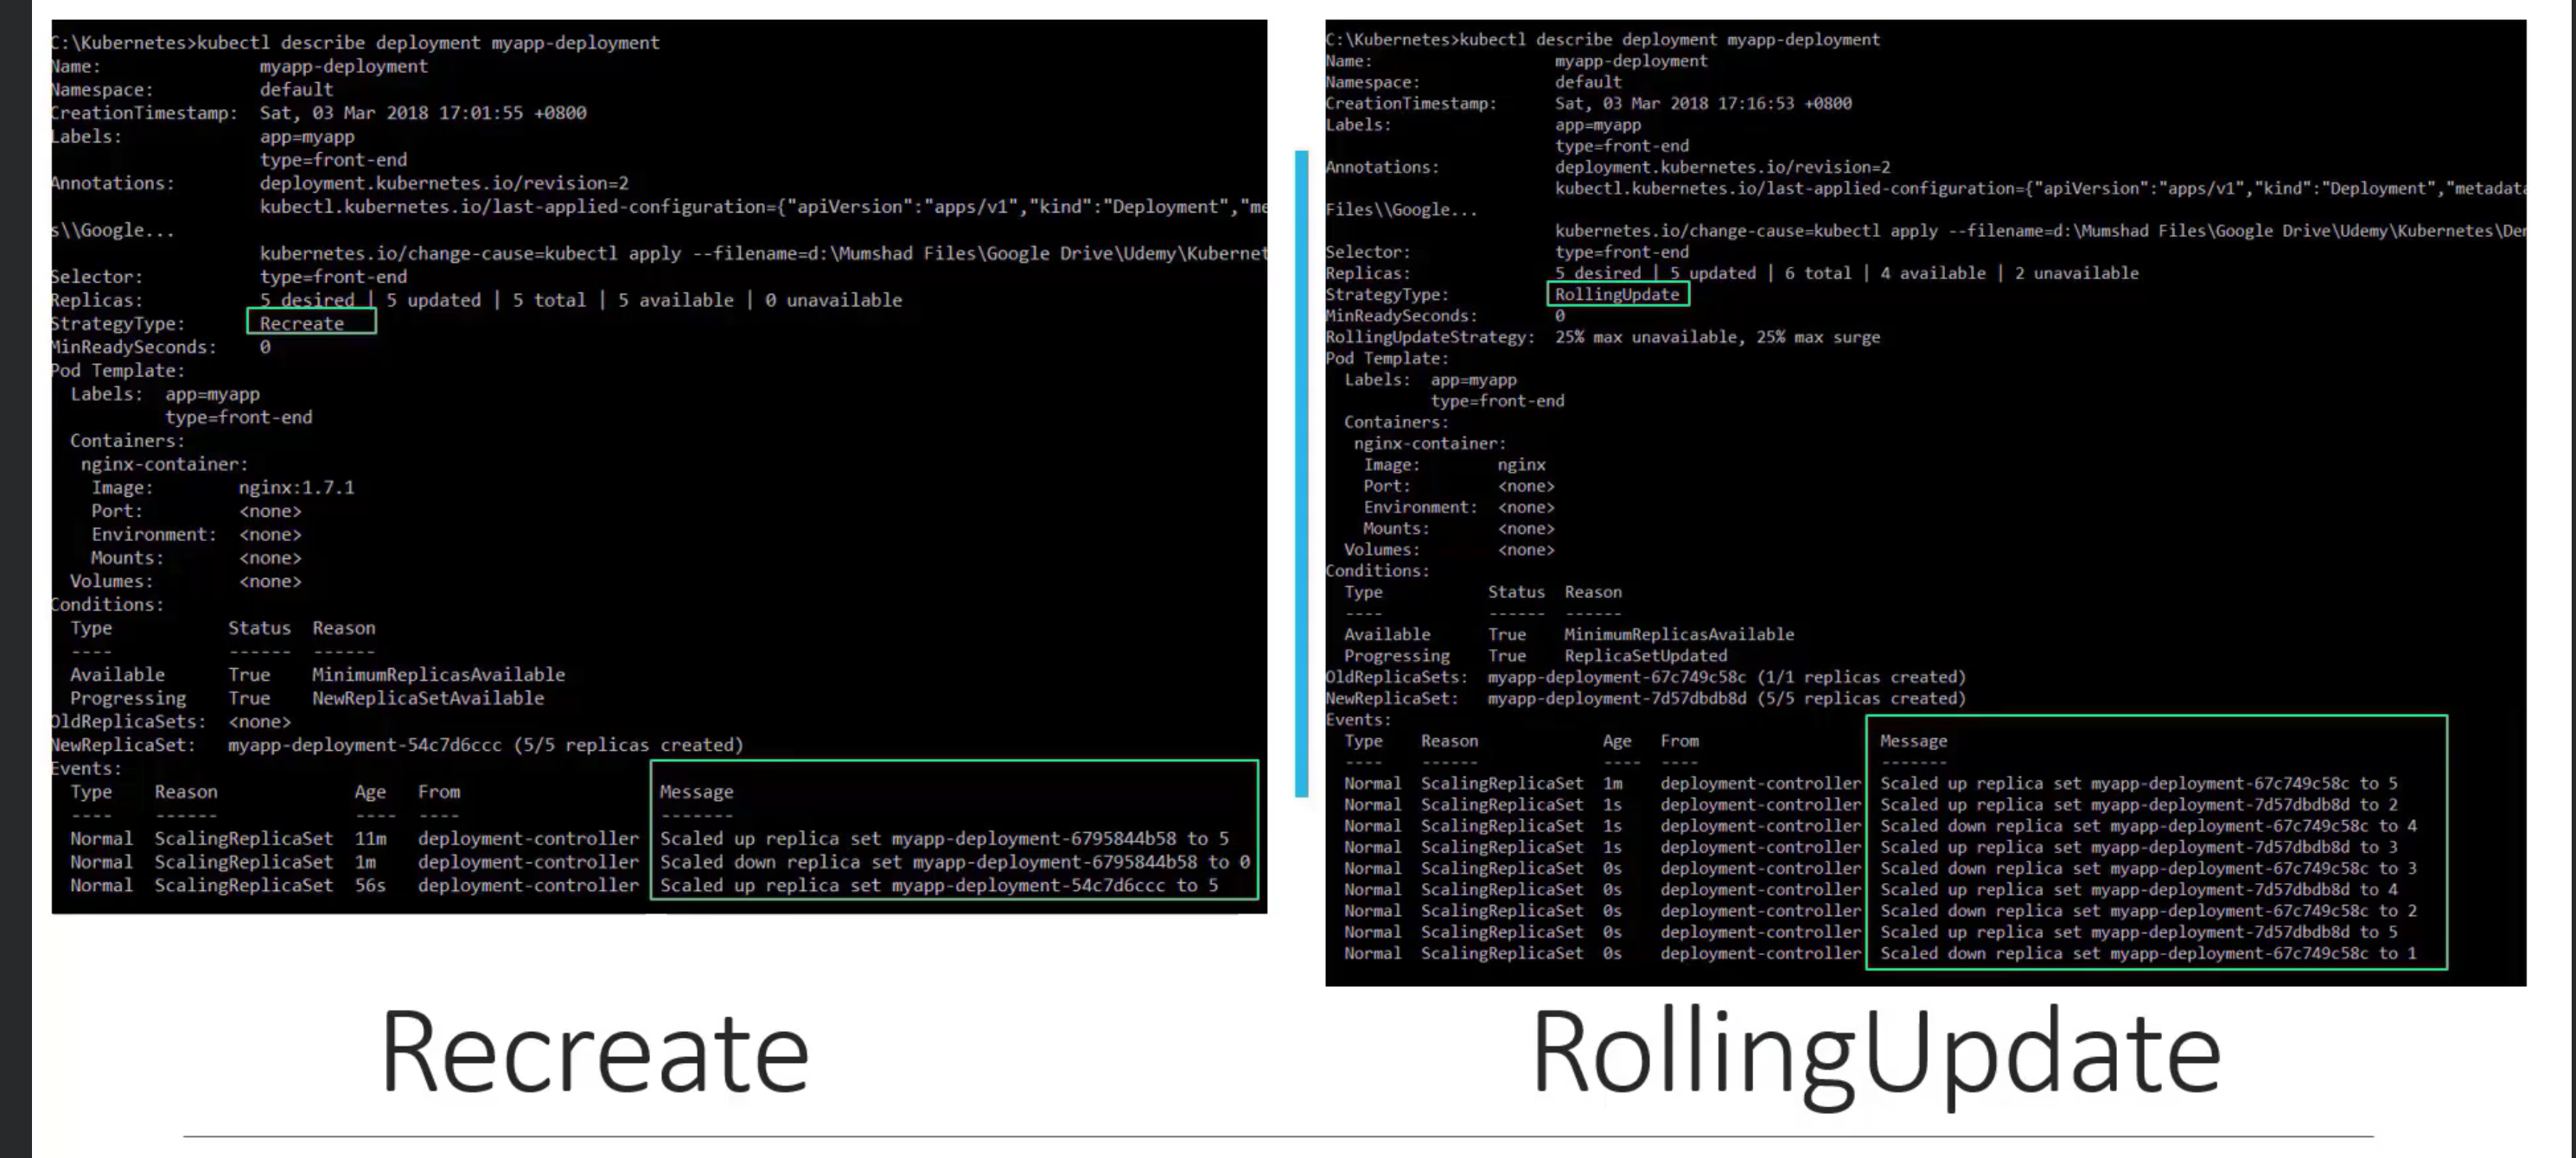 C:\Kubernetes>kubectl describe deployment myapp-deployment
Name: myapp-deployment
Namespace: default
CreationTimestamp: Sat, 03 Mar 2018 17:01:55 +0800
Labels: app=myapp
type=front-end
Annotations: deployment.kubernetes.io/revision=2
kubectl.kubernetes.io/last-applied-configuration={"apiVersion":"apps/v1","kind":"Deployment","me
s\\Google...
kubernetes.io/change-cause=kubectl apply --filename=d:\Mumshad Files\Google Drive\Udemy\Kubernet
Selector: type=front-end
Replicas: 5 desired | 5 updated | 5 total | 5 available | 0 unavailable
StrategyType: Recreate
MinReadySeconds: 0
Pod Template:
Labels: app=myapp
type=front-end
Containers:
nginx-container:
Image: nginx:1.7.1
Port: <none>
Environment: <none>
Mounts: <none>
Volumes: <none>
Conditions:
Type Status Reason
---- ------ ------
Available True MinimumReplicasAvailable
Progressing True NewReplicaSetAvailable
OldReplicaSets: <none>
NewReplicaSet: myapp-deployment-54c7d6ccc (5/5 replicas created)
Events:
Type Reason Age From Message
---- ------ ---- ---- -------
Normal ScalingReplicaSet 11m deployment-controller Scaled up replica set myapp-deployment-6795844b58 to 5
Normal ScalingReplicaSet 1m deployment-controller Scaled down replica set myapp-deployment-6795844b58 to 0
Normal ScalingReplicaSet 56s deployment-controller Scaled up replica set myapp-deployment-54c7d6ccc to 5
Recreate
C:\Kubernetes>kubectl describe deployment myapp-deployment
Name: myapp-deployment
Namespace: default
CreationTimestamp: Sat, 03 Mar 2018 17:16:53 +0800
Labels: app=myapp
type=front-end
Annotations: deployment.kubernetes.io/revision=2
kubectl.kubernetes.io/last-applied-configuration={"apiVersion":"apps/v1","kind":"Deployment","metadata
Files\\Google...
kubernetes.io/change-cause=kubectl apply --filename=d:\Mumshad Files\Google Drive\Udemy\Kubernetes\Der
Selector: type=front-end
Replicas: 5 desired | 5 updated | 6 total | 4 available | 2 unavailable
StrategyType: RollingUpdate
MinReadySeconds: 0
RollingUpdateStrategy: 25% max unavailable, 25% max surge
Pod Template:
Labels: app=myapp
type=front-end
Containers:
nginx-container:
Image: nginx
Port: <none>
Environment: <none>
Mounts: <none>
Volumes: <none>
Conditions:
Type Status Reason
---- ------ ------
Available True MinimumReplicasAvailable
Progressing True ReplicaSetUpdated
OldReplicaSets: myapp-deployment-67c749c58c (1/1 replicas created)
NewReplicaSet: myapp-deployment-7d57dbdb8d (5/5 replicas created)
Events:
Type Reason Age From Message
---- ------ ---- ---- -------
Normal ScalingReplicaSet 1m deployment-controller Scaled up replica set myapp-deployment-67c749c58c to 5
Normal ScalingReplicaSet 1s deployment-controller Scaled up replica set myapp-deployment-7d57dbdb8d to 2
Normal ScalingReplicaSet 1s deployment-controller Scaled down replica set myapp-deployment-67c749c58c to 4
Normal ScalingReplicaSet 1s deployment-controller Scaled up replica set myapp-deployment-7d57dbdb8d to 3
Normal ScalingReplicaSet 0s deployment-controller Scaled down replica set myapp-deployment-67c749c58c to 3
Normal ScalingReplicaSet 0s deployment-controller Scaled up replica set myapp-deployment-7d57dbdb8d to 4
Normal ScalingReplicaSet 0s deployment-controller Scaled down replica set myapp-deployment-67c749c58c to 2
Normal ScalingReplicaSet 0s deployment-controller Scaled up replica set myapp-deployment-7d57dbdb8d to 5
Normal ScalingReplicaSet 0s deployment-controller Scaled down replica set myapp-deployment-67c749c58c to 1
RollingUpdate